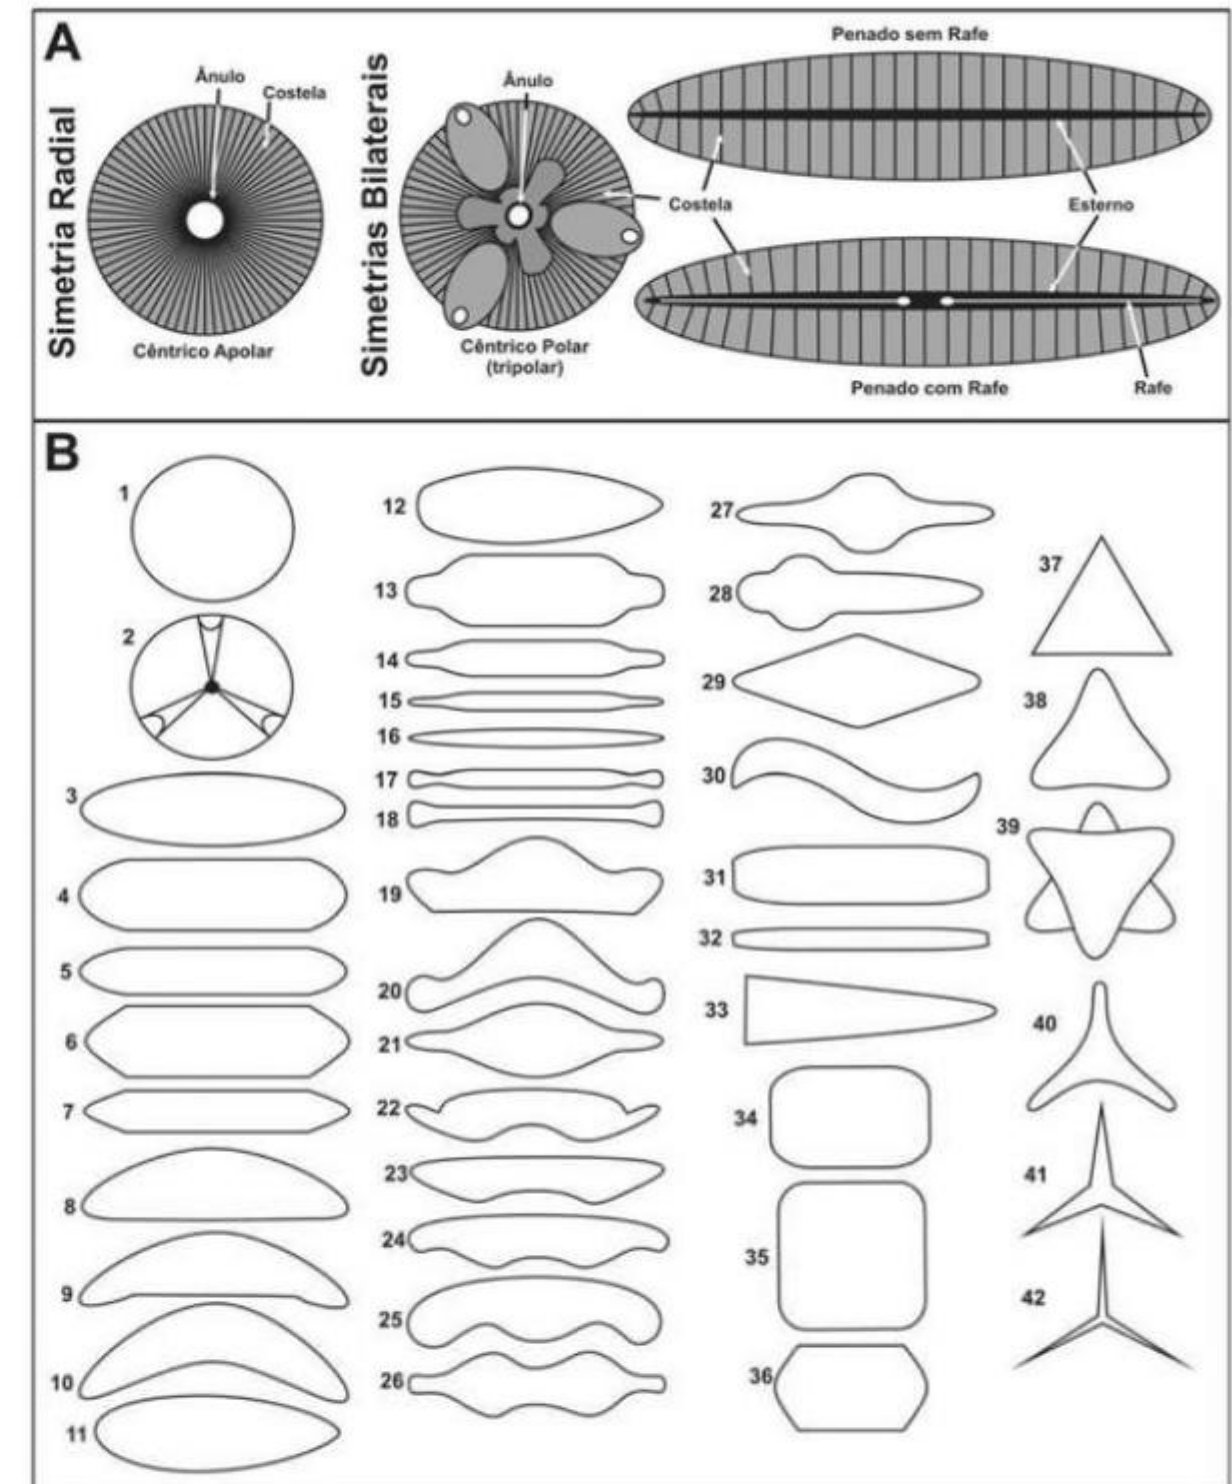 A
Simetria Radial
Ânulo
Costela
Cêntrico Apolar
Simetrias Bilaterais
Ânulo
Cêntrico Polar
(tripolar)
Penado sem Rafe
Costela
Esterno
Penado com Rafe
Rafe
B
1
2
3
4
5
6
7
8
9
10
11
12
13
14
15
16
17
18
19
20
21
22
23
24
25
26
27
28
29
30
31
32
33
34
35
36
37
38
39
40
41
42